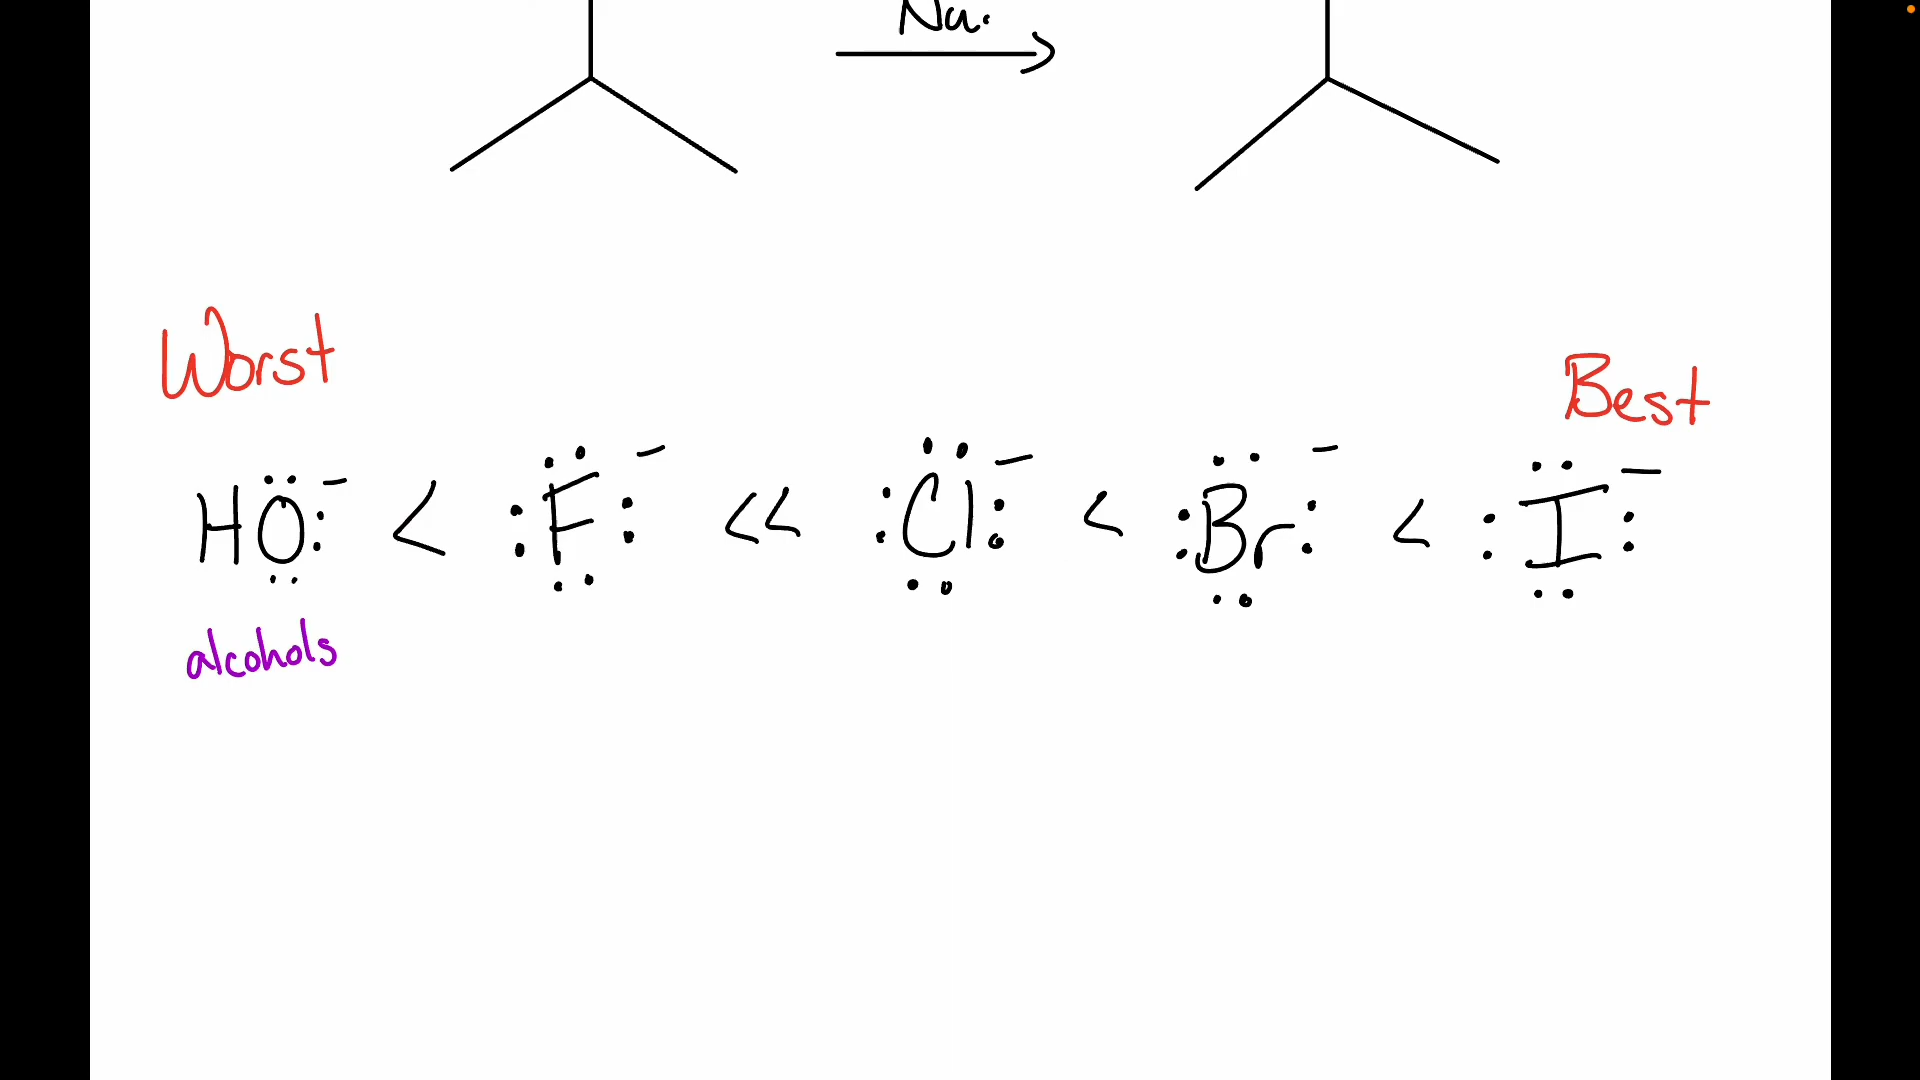 Nu:
Worst
Best
HO:⁻ < :F:⁻ << :Cl:⁻ < :Br:⁻ < :I:⁻
alcohols